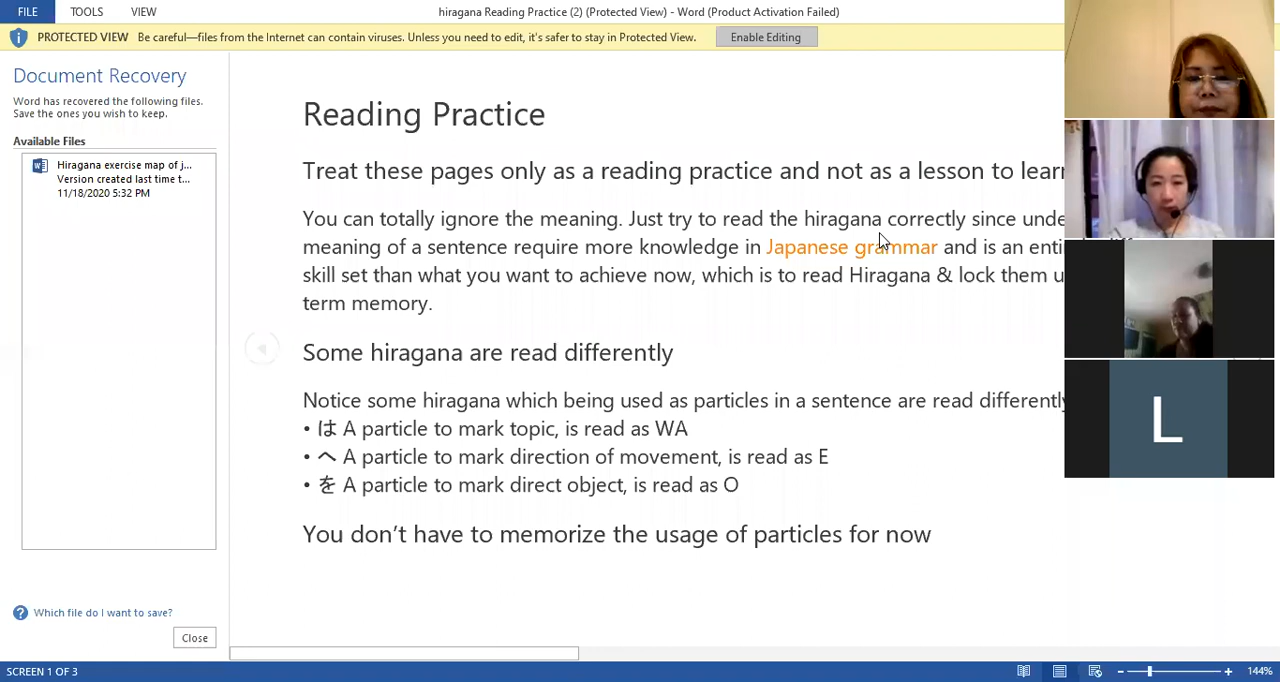 FILE TOOLS VIEW
hiragana Reading Practice (2) (Protected View) - Word (Product Activation Failed)
PROTECTED VIEW Be careful—files from the Internet can contain viruses. Unless you need to edit, it's safer to stay in Protected View. Enable Editing
Document Recovery
Word has recovered the following files.
Save the ones you wish to keep.
Available Files
Hiragana exercise map of j...
Version created last time t...
11/18/2020 5:32 PM
Which file do I want to save?
Close
Reading Practice
Treat these pages only as a reading practice and not as a lesson to learn
You can totally ignore the meaning. Just try to read the hiragana correctly since unde
meaning of a sentence require more knowledge in Japanese grammar and is an enti
skill set than what you want to achieve now, which is to read Hiragana & lock them u
term memory.
Some hiragana are read differently
Notice some hiragana which being used as particles in a sentence are read differently
• は A particle to mark topic, is read as WA
• へ A particle to mark direction of movement, is read as E
• を A particle to mark direct object, is read as O
You don't have to memorize the usage of particles for now
L
SCREEN 1 OF 3
144%